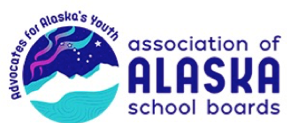 Advocates for Alaska's Youth
association of
ALASKA
school boards